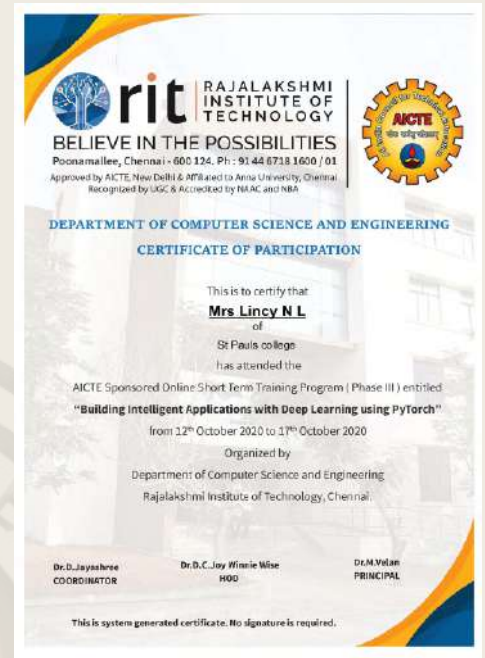 rit
RAJALAKSHMI
INSTITUTE OF
TECHNOLOGY
BELIEVE IN THE POSSIBILITIES
Poonamallee, Chennai - 600 124. Ph : 91 44 6718 1600 / 01
Approved by AICTE, New Delhi & Affiliated to Anna University, Chennai
Recognized by UGC & Accredited by NAAC and NBA
AICTE
DEPARTMENT OF COMPUTER SCIENCE AND ENGINEERING
CERTIFICATE OF PARTICIPATION
This is to certify that
Mrs Lincy N L
of
St Pauls college
has attended the
AICTE Sponsored Online Short Term Training Program ( Phase III ) entitled
"Building Intelligent Applications with Deep Learning using PyTorch"
from 12th October 2020 to 17th October 2020
Organized by
Department of Computer Science and Engineering
Rajalakshmi Institute of Technology, Chennai.
Dr.D.Jayashree
COORDINATOR
Dr.D.C.Joy Winnie Wise
HOD
Dr.M.Velan
PRINCIPAL
This is system generated certificate. No signature is required.